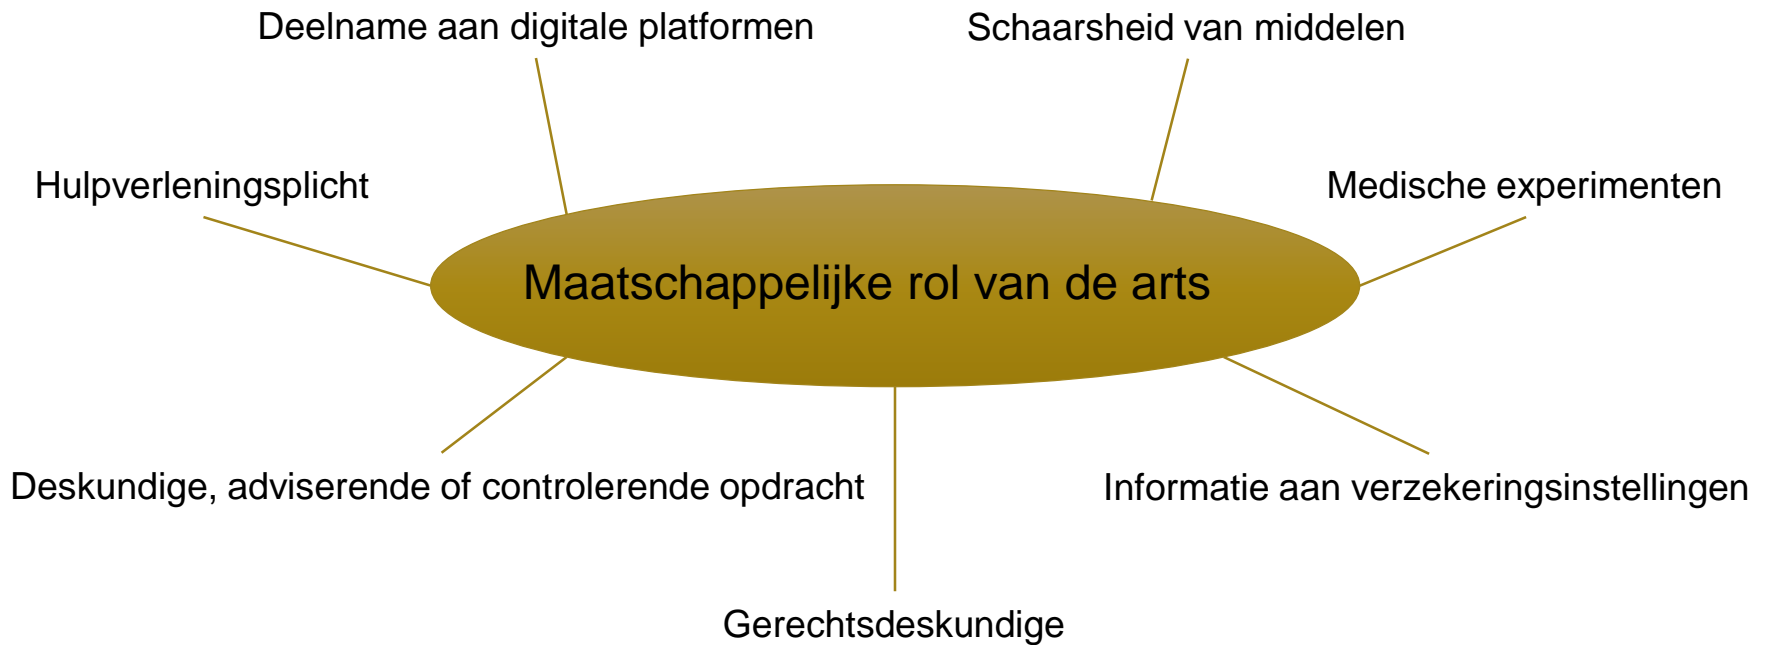 Deelname aan digitale platformen
Schaarsheid van middelen
Hulpverleningsplicht
Medische experimenten
Maatschappelijke rol van de arts
Deskundige, adviserende of controlerende opdracht
Informatie aan verzekeringsinstellingen
Gerechtsdeskundige